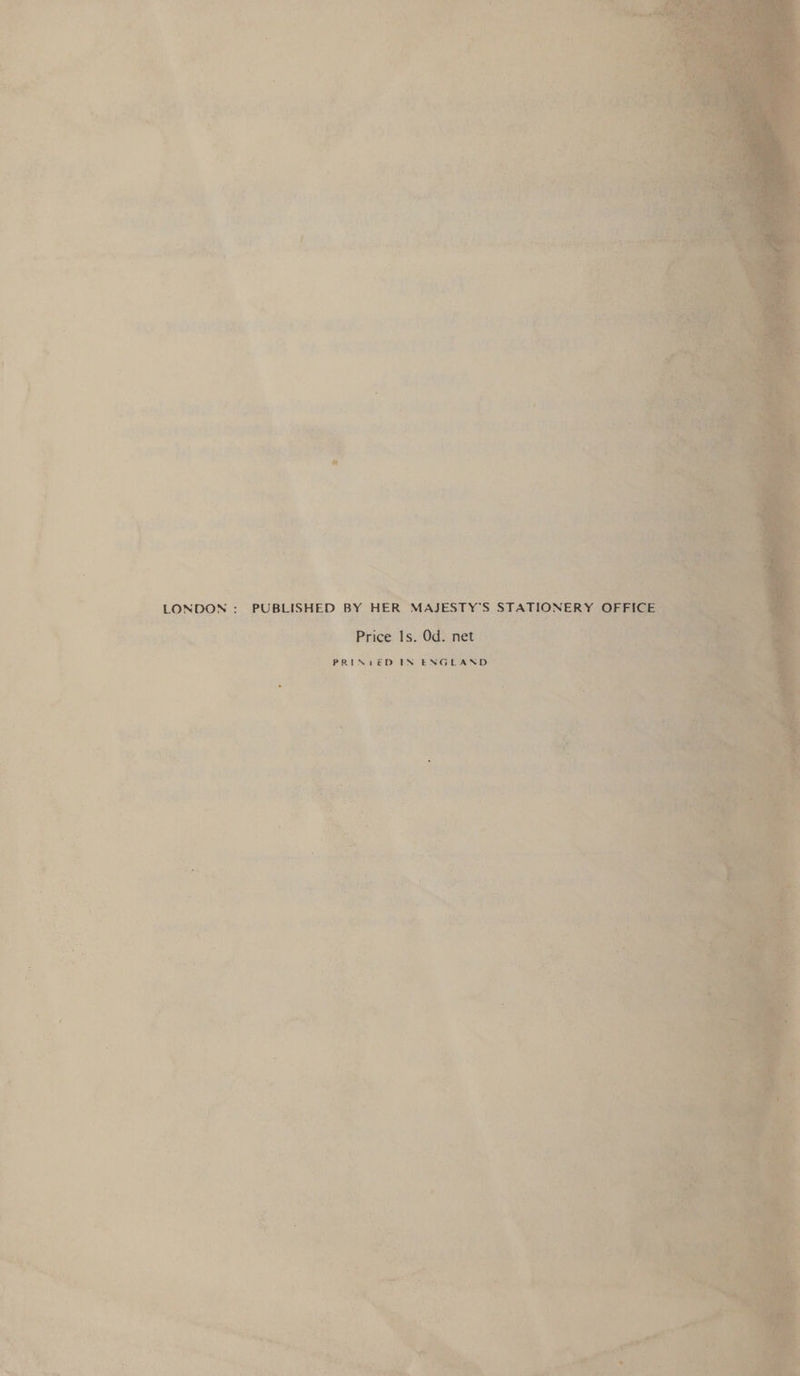 LONDON : PUBLISHED BY HER MAJESTY'S STATIONERY OFFICE
Price 1s. 0d. net
PRINTED IN ENGLAND